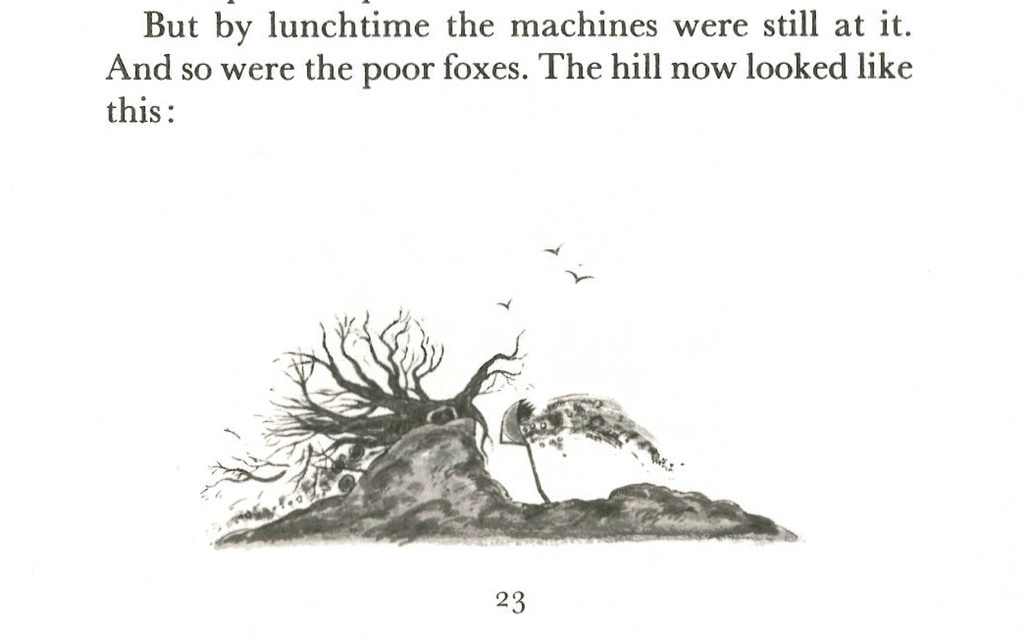 But by lunchtime the machines were still at it.
And so were the poor foxes. The hill now looked like
this:
23